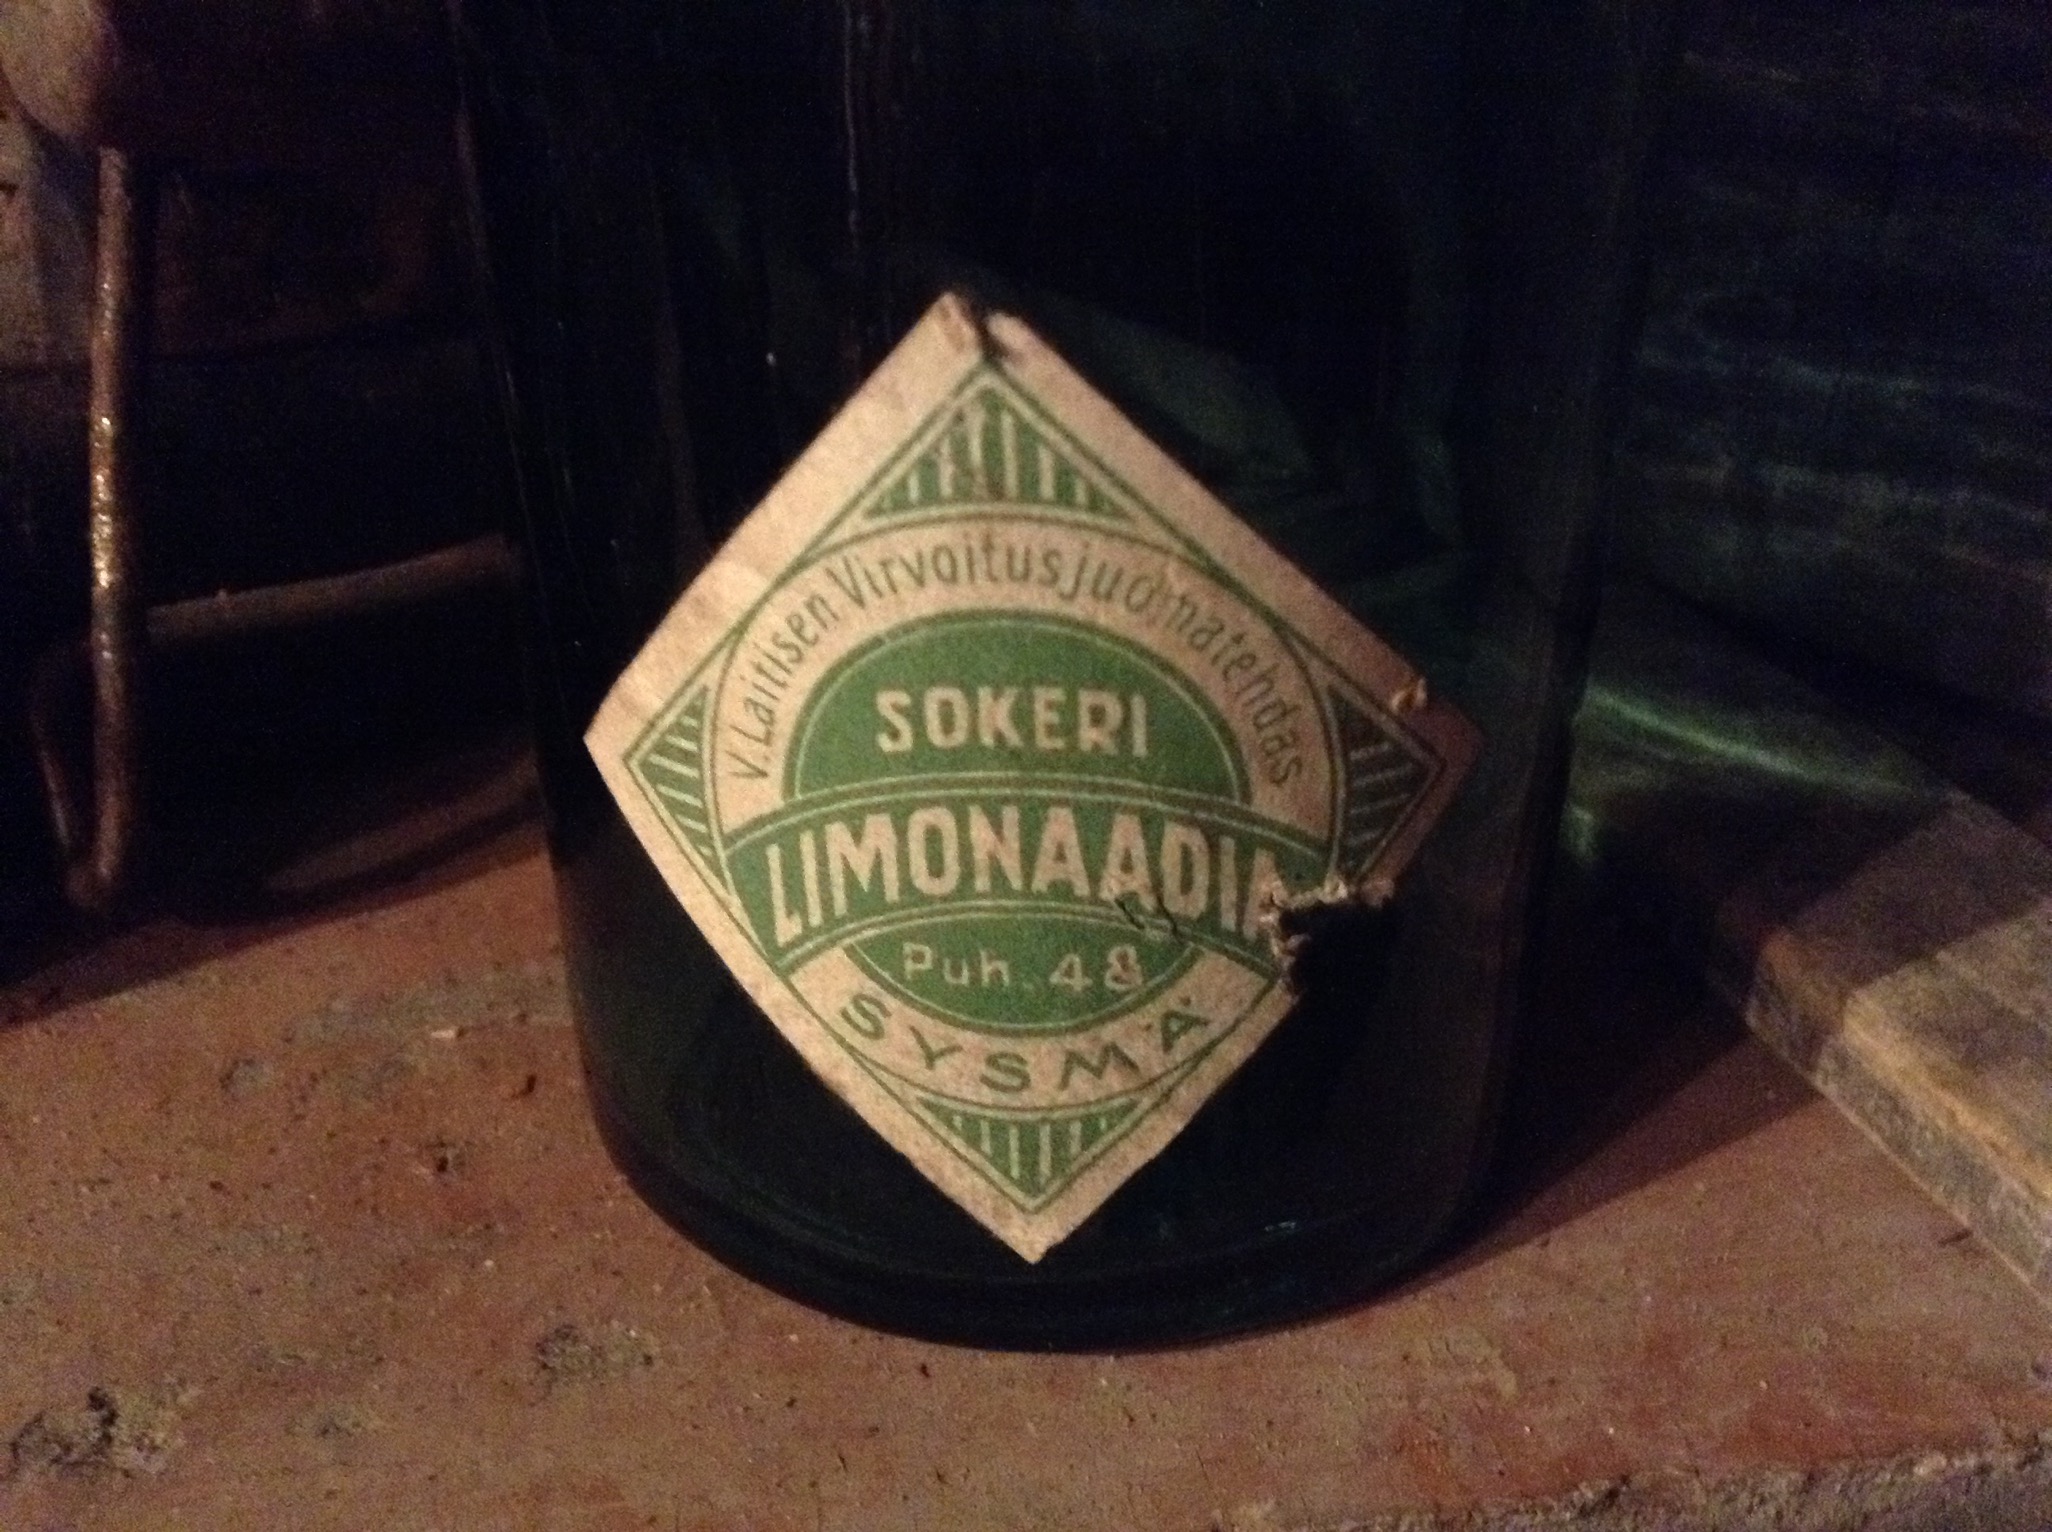 V. Laitisen Virvoitusjuomatehdas
SOKERI
LIMONAADIA
Puh. 48
SYSMÄ